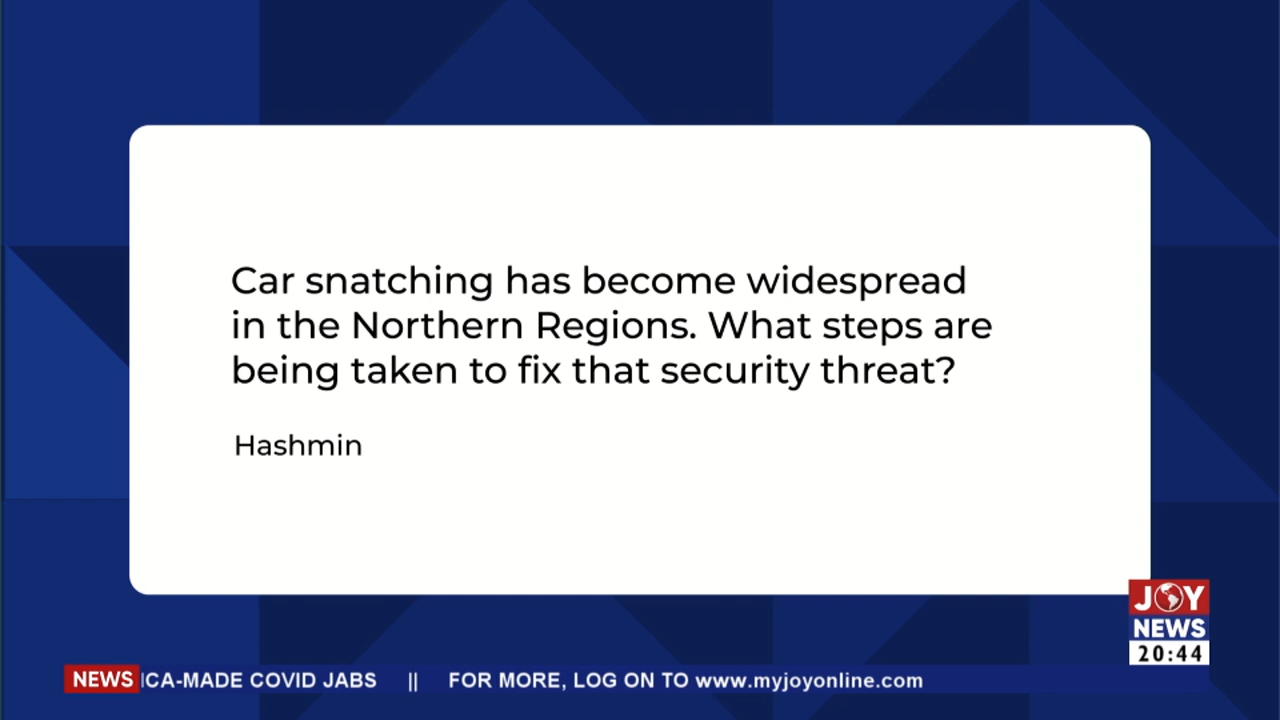 Car snatching has become widespread
in the Northern Regions. What steps are
being taken to fix that security threat?
Hashmin
JOY
NEWS
20:44
NEWS
ICA-MADE COVID JABS || FOR MORE, LOG ON TO www.myjoyonline.com